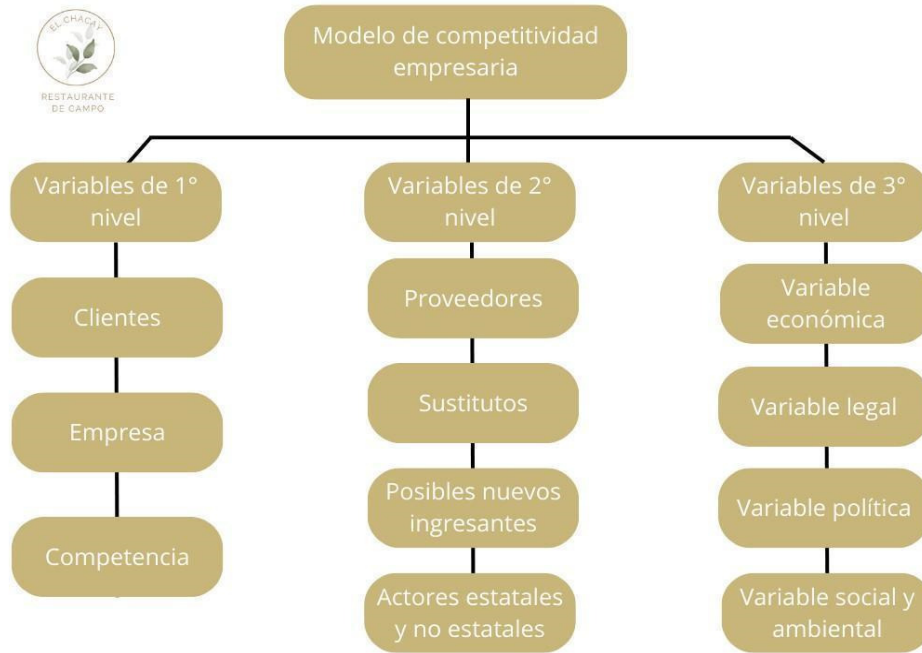 EL CHACAY
RESTAURANTE
DE CAMPO
Modelo de competitividad
empresaria
Variables de 1° 
nivel
Clientes
Empresa
Competencia
Variables de 2°
nivel
Proveedores
Sustitutos
Posibles nuevos
ingresantes
Actores estatales
y no estatales
Variables de 3°
nivel
Variable
económica
Variable legal
Variable política
Variable social y
ambiental